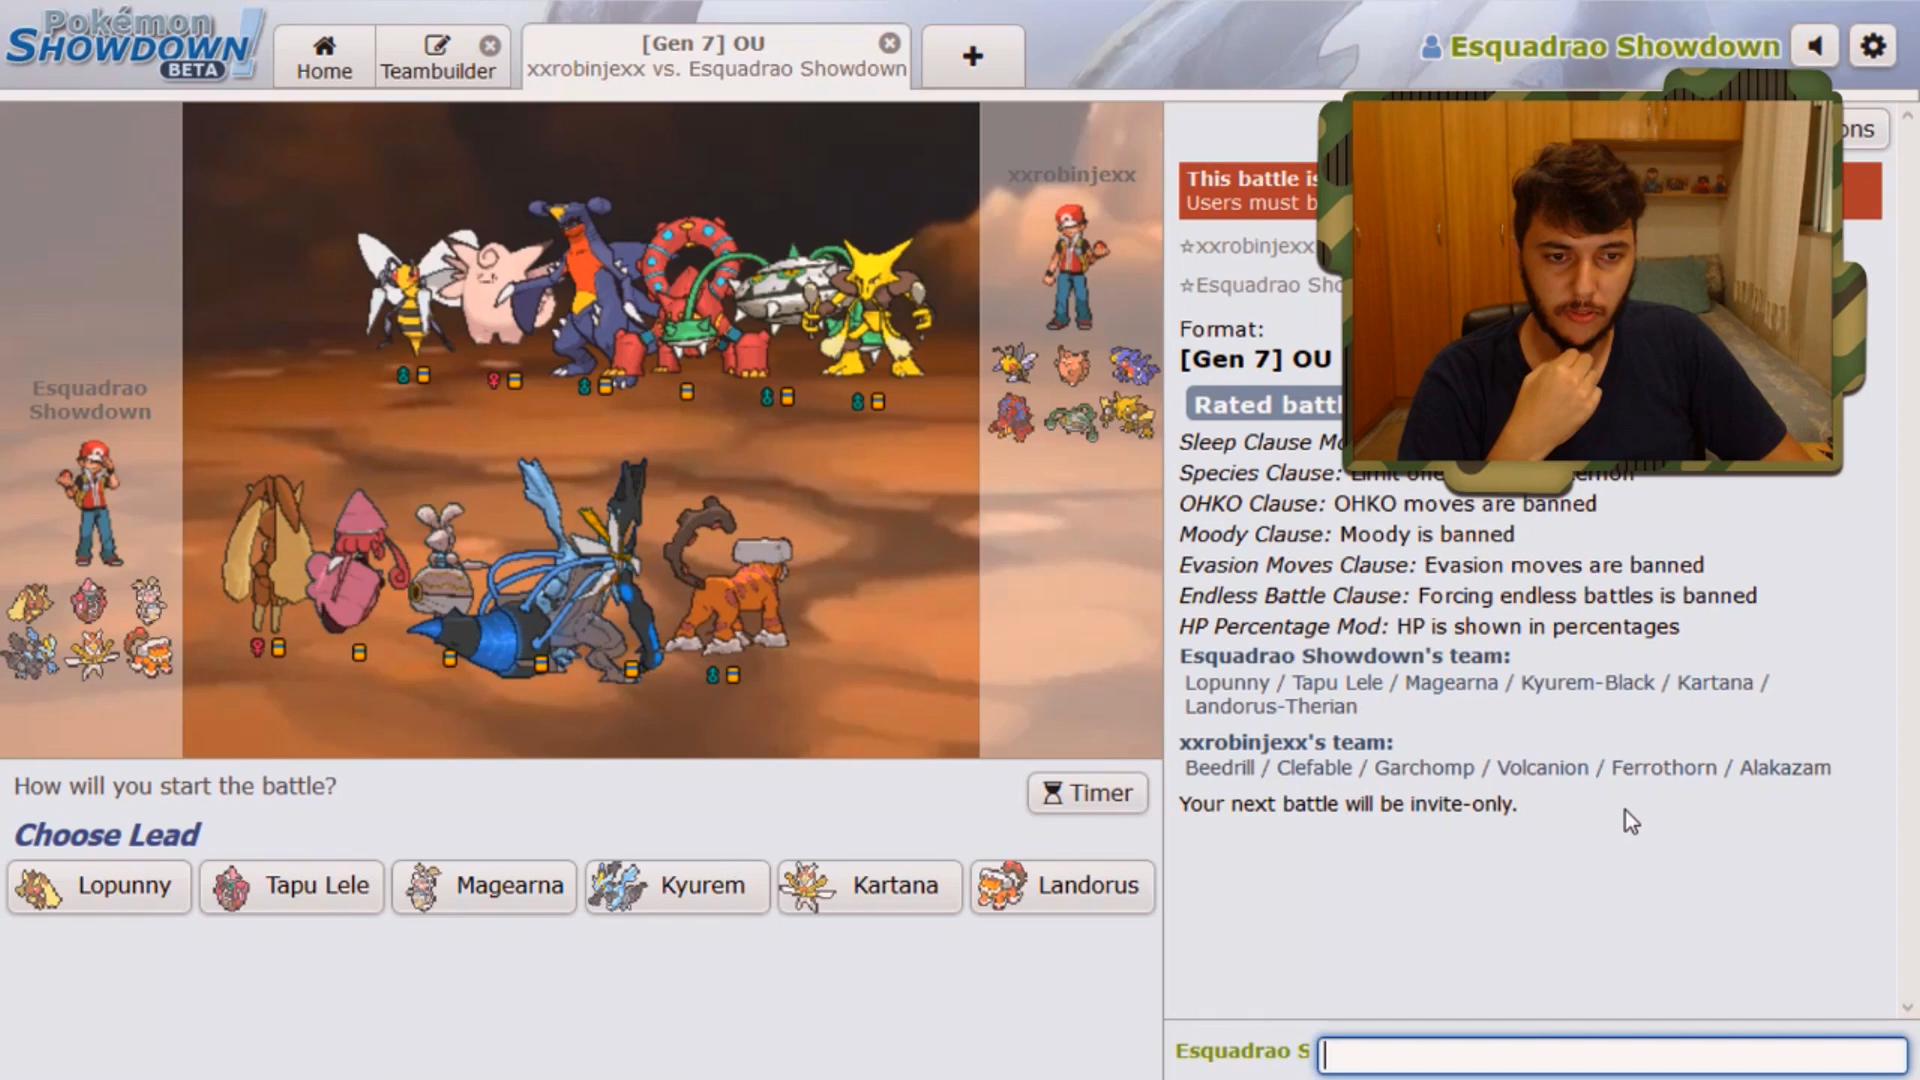 Pokémon
SHOWDOWN!
BETA
Home
Teambuilder
[Gen 7] OU
xxrobinjexx vs. Esquadrao Showdown
+
Esquadrao Showdown
xxrobinjexx
Esquadrao
Showdown
ons
This battle is
Users must b
☆xxrobinjexx
☆Esquadrao Sho
Format:
[Gen 7] OU
Rated battl
Sleep Clause Mo
Species Clause: Limit one
OHKO Clause: OHKO moves are banned
Moody Clause: Moody is banned
Evasion Moves Clause: Evasion moves are banned
Endless Battle Clause: Forcing endless battles is banned
HP Percentage Mod: HP is shown in percentages
Esquadrao Showdown's team:
Lopunny / Tapu Lele / Magearna / Kyurem-Black / Kartana /
Landorus-Therian
xxrobinjexx's team:
Beedrill / Clefable / Garchomp / Volcanion / Ferrothorn / Alakazam
Your next battle will be invite-only.
How will you start the battle?
Timer
Choose Lead
Lopunny
Tapu Lele
Magearna
Kyurem
Kartana
Landorus
Esquadrao S